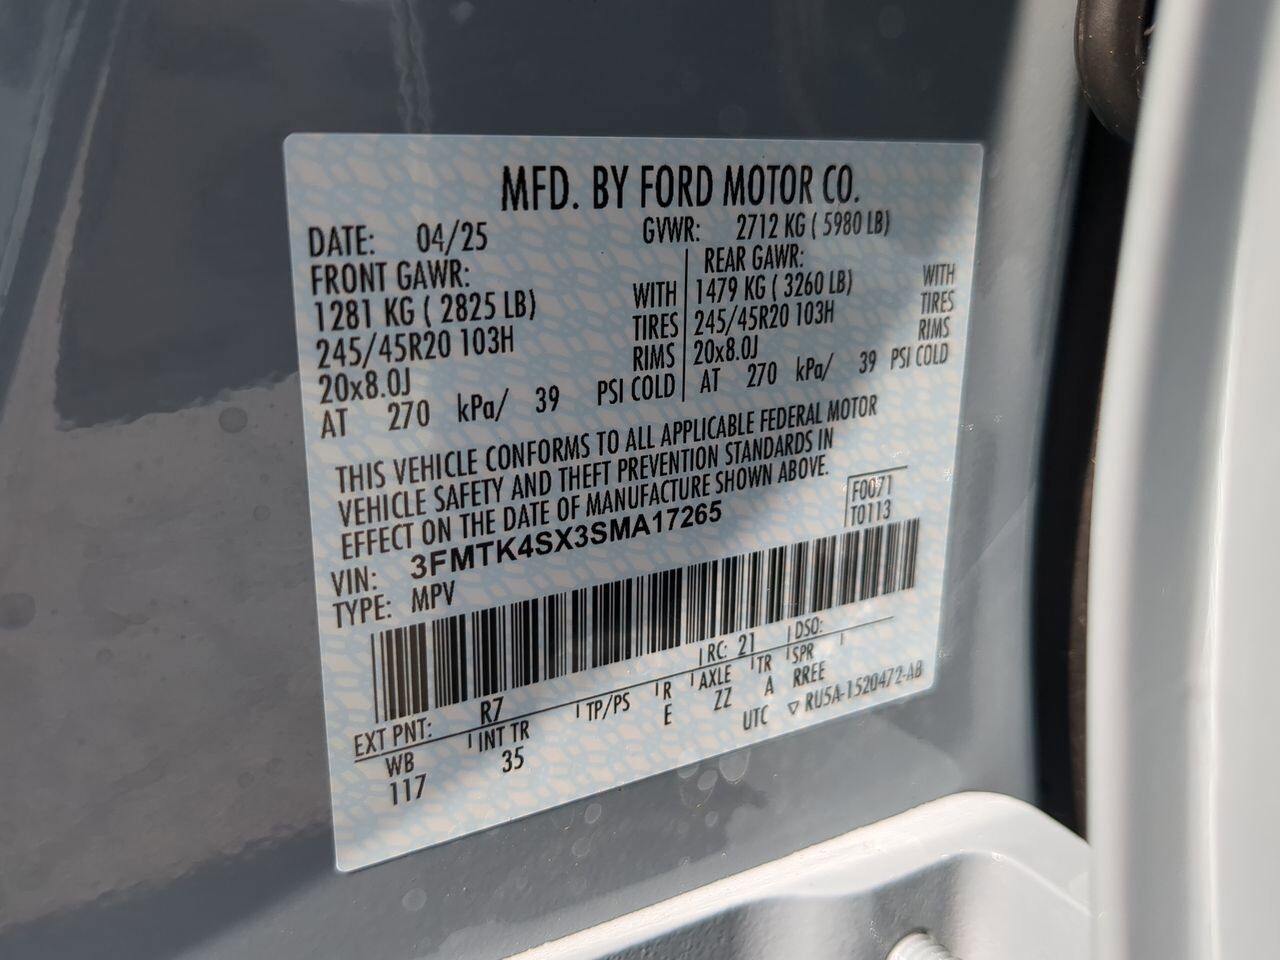 MFD. BY FORD MOTOR CO.
DATE: 04/25
GVWR: 2712 KG ( 5980 LB)
FRONT GAWR:
1281 KG ( 2825 LB) WITH
245/45R20 103H TIRES
20x8.0J RIMS
AT 270 kPa/ 39 PSI COLD
REAR GAWR:
1479 KG ( 3260 LB) WITH
245/45R20 103H TIRES
20x8.0J RIMS
AT 270 kPa/ 39 PSI COLD
THIS VEHICLE CONFORMS TO ALL APPLICABLE FEDERAL MOTOR
VEHICLE SAFETY AND THEFT PREVENTION STANDARDS IN
EFFECT ON THE DATE OF MANUFACTURE SHOWN ABOVE.
F0071
T0113
VIN: 3FMTK4SX3SMA17265
TYPE: MPV
EXT PNT: R7 RC: 21 DSO:
WB INT TR TP/PS R AXLE TR SPR
117 35 E ZZ A RREE
UTC ▽ RU5A-1520472-AB